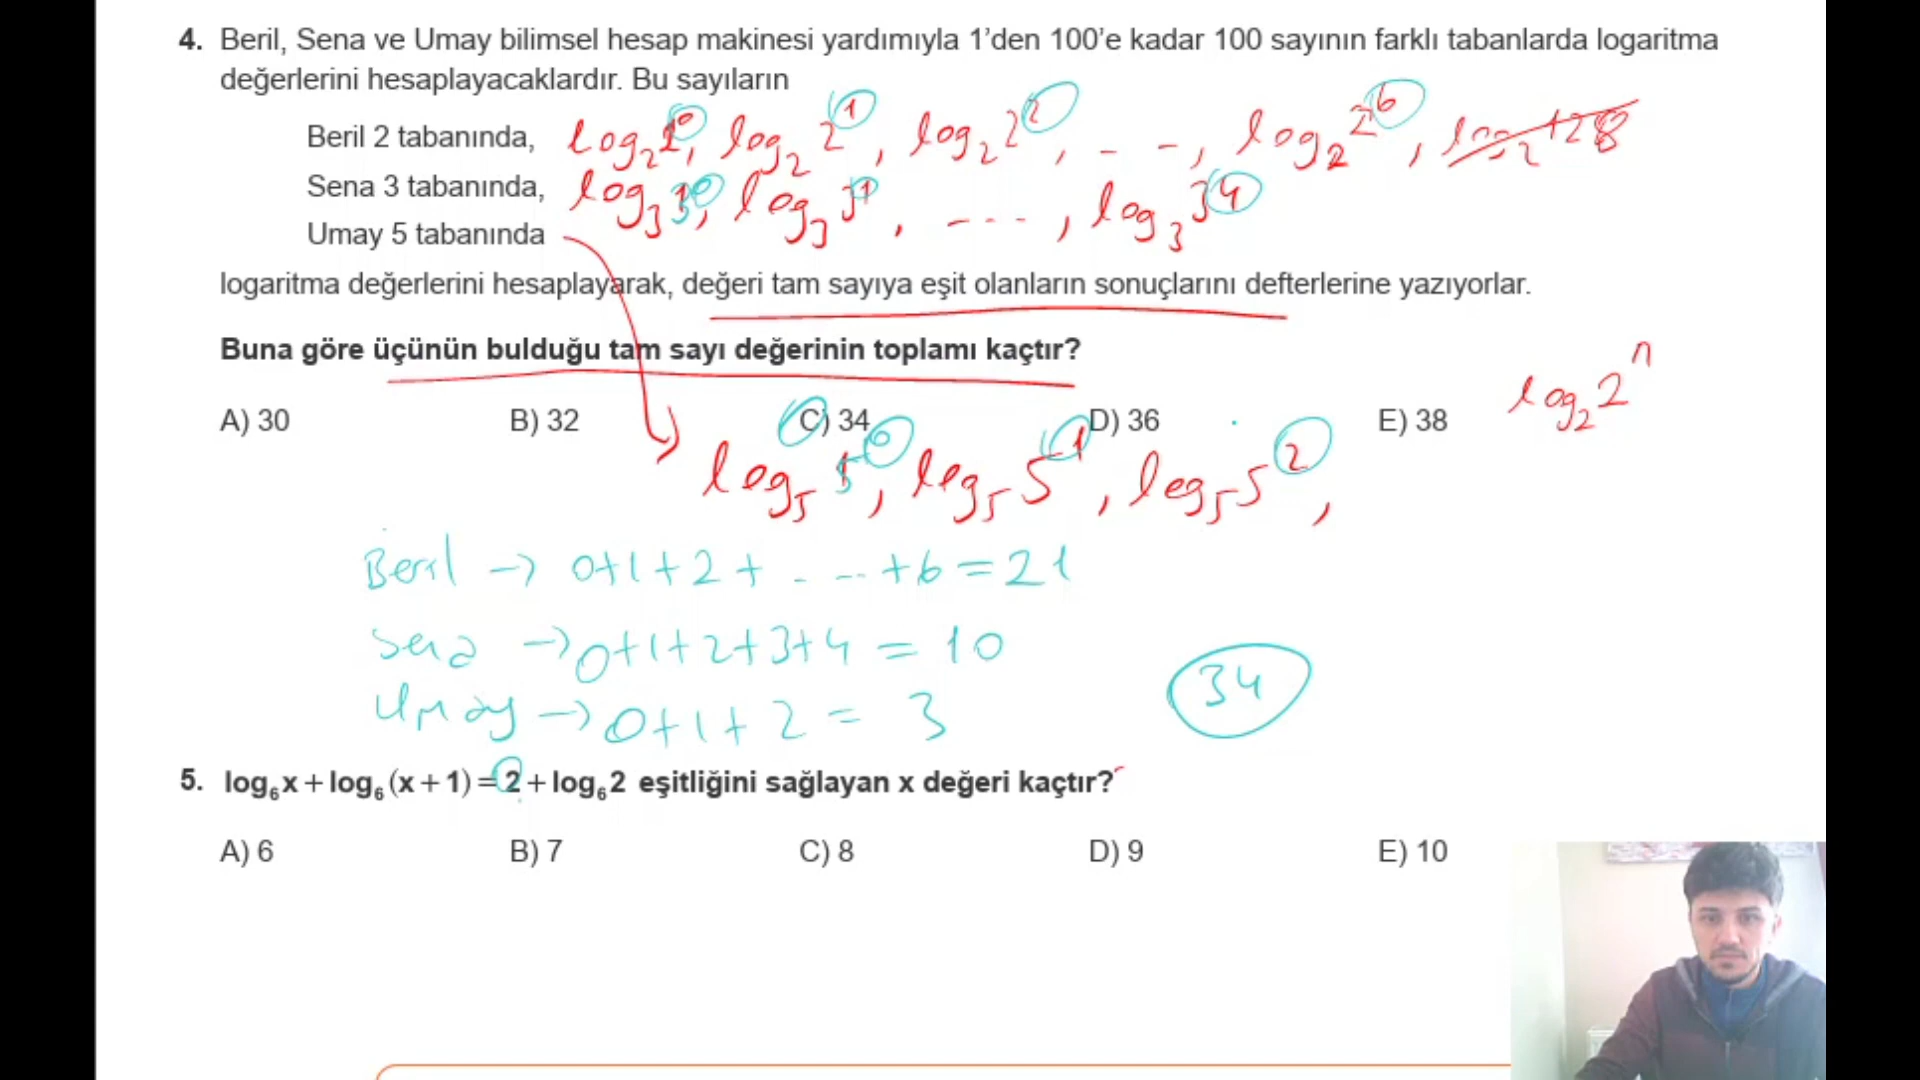 4. Beril, Sena ve Umay bilimsel hesap makinesi yardımıyla 1’den 100’e kadar 100 sayının farklı tabanlarda logaritma
değerlerini hesaplayacaklardır. Bu sayıların
Beril 2 tabanında, log₂2⁰, log₂2¹, log₂2², - -, log₂2⁶, log₂128
Sena 3 tabanında, log₃3⁰, log₃3¹, - - - -, log₃3⁴
Umay 5 tabanında
logaritma değerlerini hesaplayarak, değeri tam sayıya eşit olanların sonuçlarını defterlerine yazıyorlar.
Buna göre üçünün bulduğu tam sayı değerinin toplamı kaçtır?
log₂2ⁿ
A) 30 B) 32 C) 34 D) 36 E) 38
log₅5⁰, log₅5¹, log₅5²,
Beril → 0+1+2+ . .. +6=21
Sena → 0+1+2+3+4 = 10
Umay → 0+1+2 = 3
34
5. log₆x + log₆(x + 1) = 2 + log₆2 eşitliğini sağlayan x değeri kaçtır?
A) 6 B) 7 C) 8 D) 9 E) 10